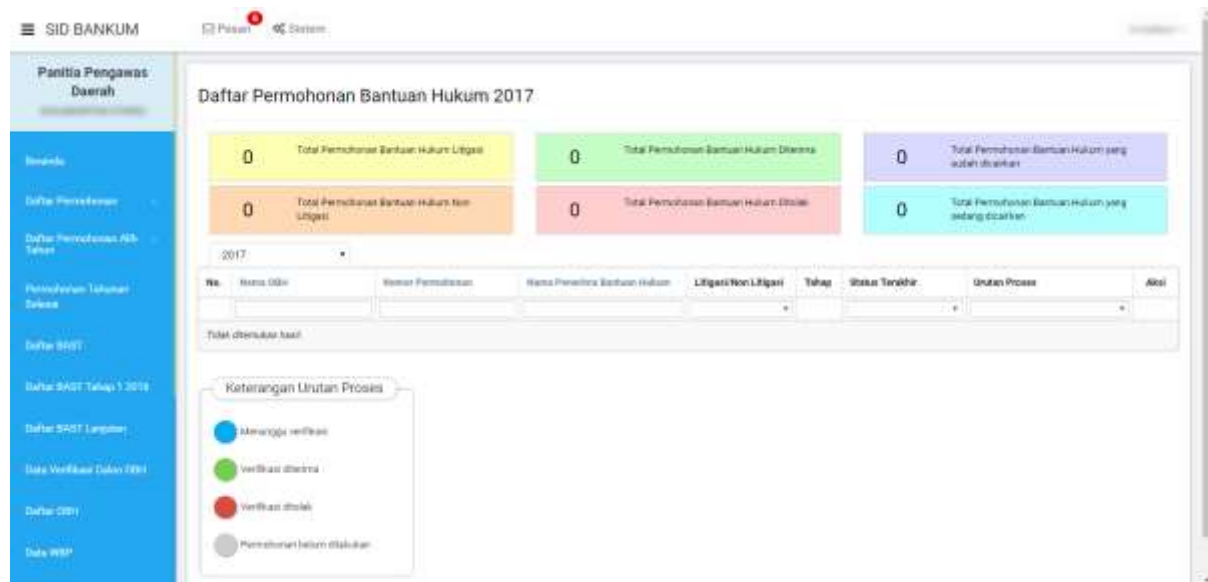 SID BANKUM
Pesan
6
Sistem
Panitia Pengawas
Daerah
Beranda
Daftar Permohonan
Daftar Permohonan Alih
Tahun
Permohonan Tahunan
Selesai
Daftar BAST
Daftar BAST Tahap 1 2016
Daftar BAST Lanjutan
Data Verifikasi Calon OBH
Daftar OBH
Data WBP
Daftar Permohonan Bantuan Hukum 2017
0 Total Permohonan Bantuan Hukum Litigasi
0 Total Permohonan Bantuan Hukum Diterima
0 Total Permohonan Bantuan Hukum yang
sudah dicairkan
0 Total Permohonan Bantuan Hukum Non
Litigasi
0 Total Permohonan Bantuan Hukum Ditolak
0 Total Permohonan Bantuan Hukum yang
sedang dicairkan
2017
No. Nama OBH Nomor Permohonan Nama Penerima Bantuan Hukum Litigasi/Non Litigasi Tahap Status Terakhir Urutan Proses Aksi
Tidak ditemukan hasil
Keterangan Urutan Proses
Menunggu verifikasi
Verifikasi diterima
Verifikasi ditolak
Permohonan belum dilakukan